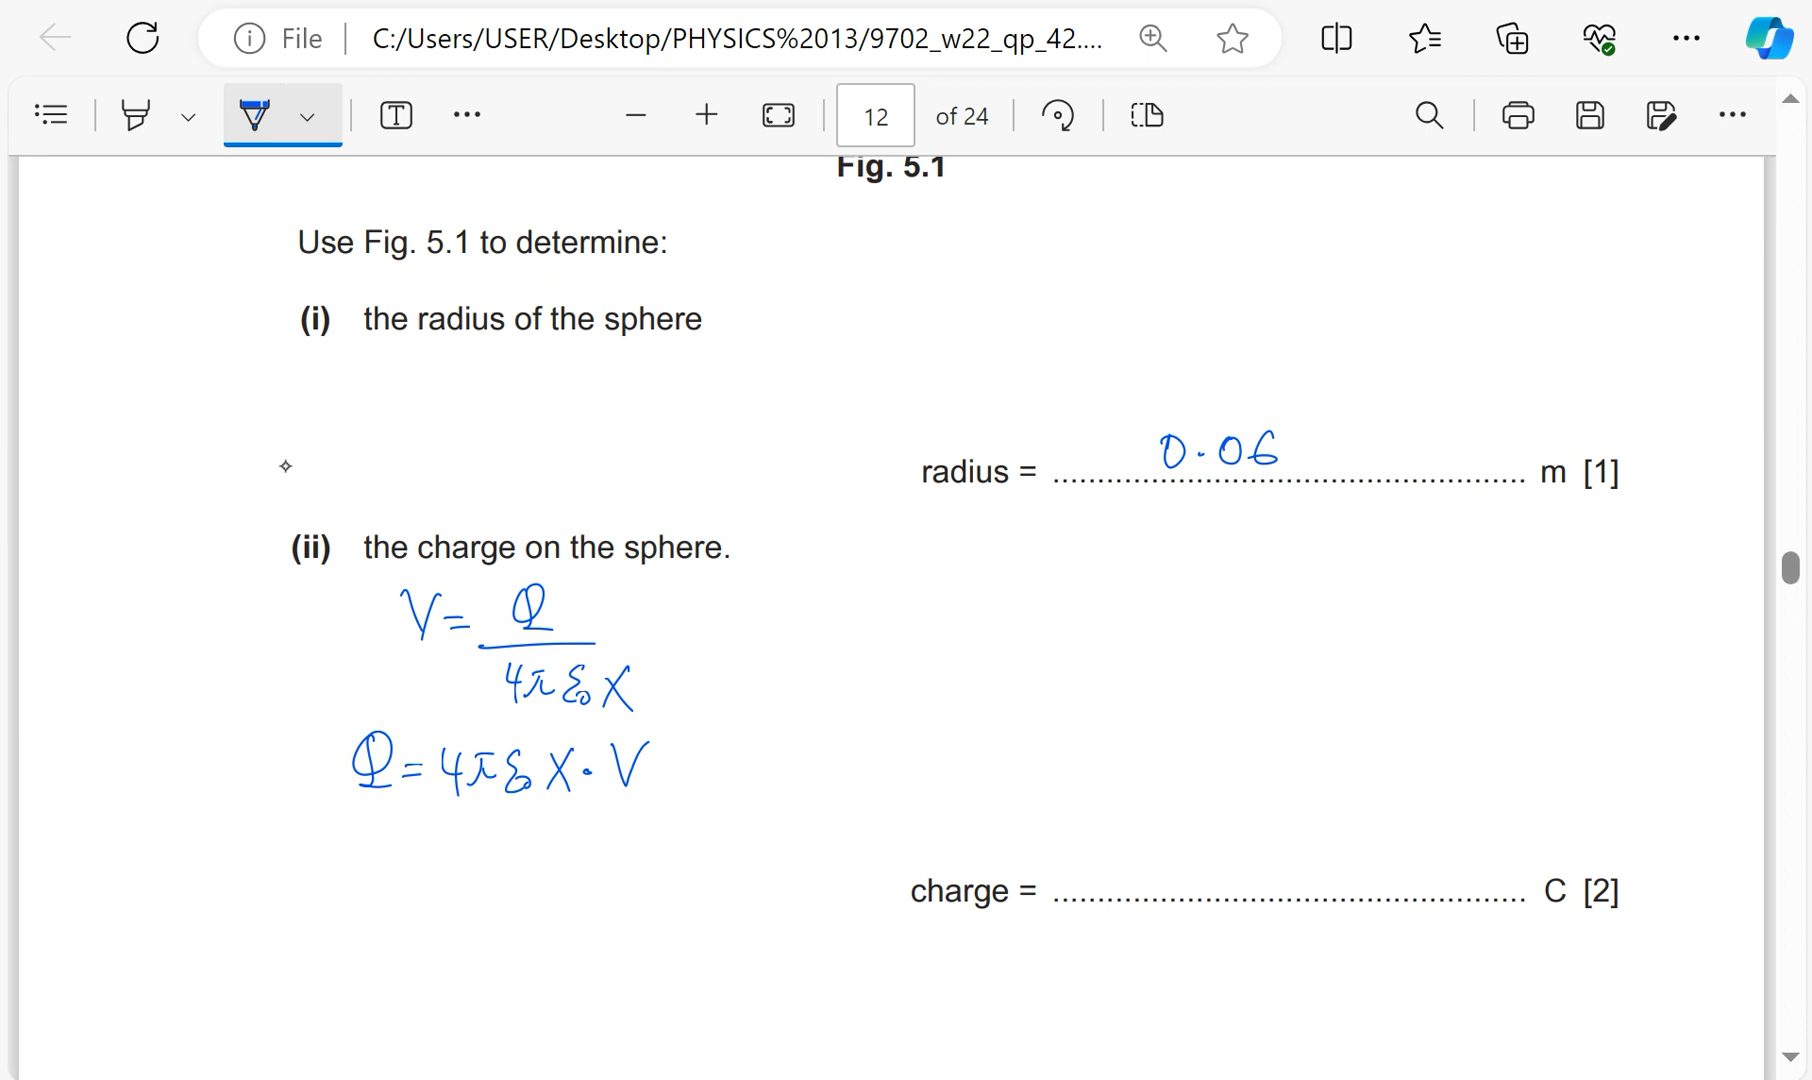 File C:/Users/USER/Desktop/PHYSICS%2013/9702_w22_qp_42....
12 of 24
Fig. 5.1
Use Fig. 5.1 to determine:
(i) the radius of the sphere
0.06
radius = ........................................................ m [1]
(ii) the charge on the sphere.
V = Q / 4πε₀x
Q = 4πε₀x · V
charge = ........................................................ C [2]